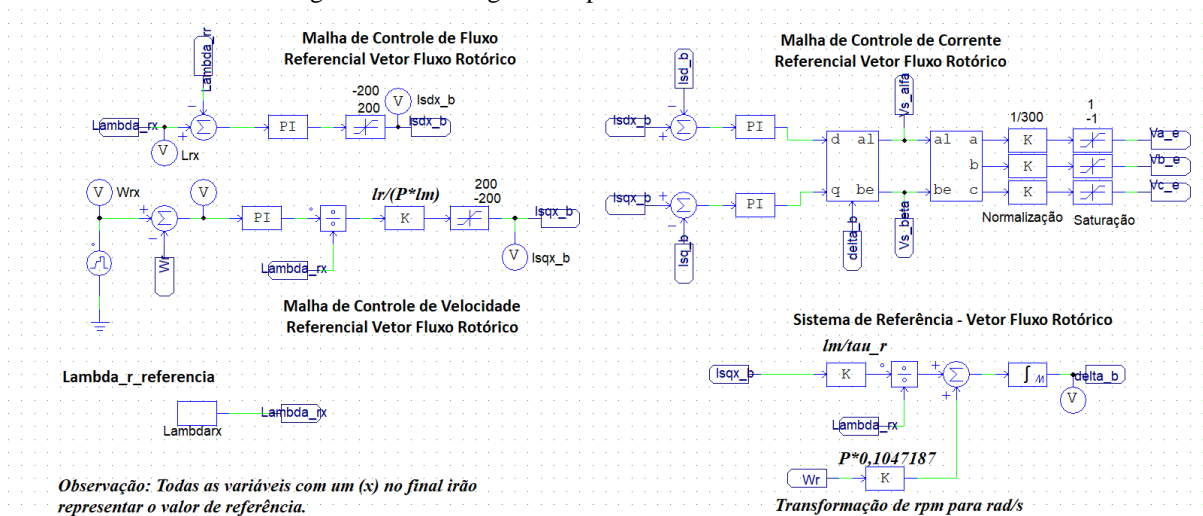 Malha de Controle de Fluxo
Referencial Vetor Fluxo Rotórico
Lambda_rr
Lambda_rx
Lrx
PI
-200
200
V
Isdx_b
Isdx_b
V
Wrx
V
V
PI
lr/(P*lm)
K
200
-200
Isqx_b
V
Isqx_b
Wr
Lambda_rx
Malha de Controle de Velocidade
Referencial Vetor Fluxo Rotórico
Lambda_r_referencia
Lambdarx
Lambda_rx
Observação: Todas as variáveis com um (x) no final irão
representar o valor de referência.
Malha de Controle de Corrente
Referencial Vetor Fluxo Rotórico
Isd_b
Isdx_b
PI
Isqx_b
PI
Isq_b
d al
q be
delta_b
Vs_alfa
Vs_beta
al a
b
be c
1/300
K
K
K
Normalização
1
-1
Saturação
Va_e
Vb_e
Vc_e
Sistema de Referência - Vetor Fluxo Rotórico
lm/tau_r
Isqx_b
K
Lambda_rx
P*0,1047187
Wr
K
delta_b
V
Transformação de rpm para rad/s